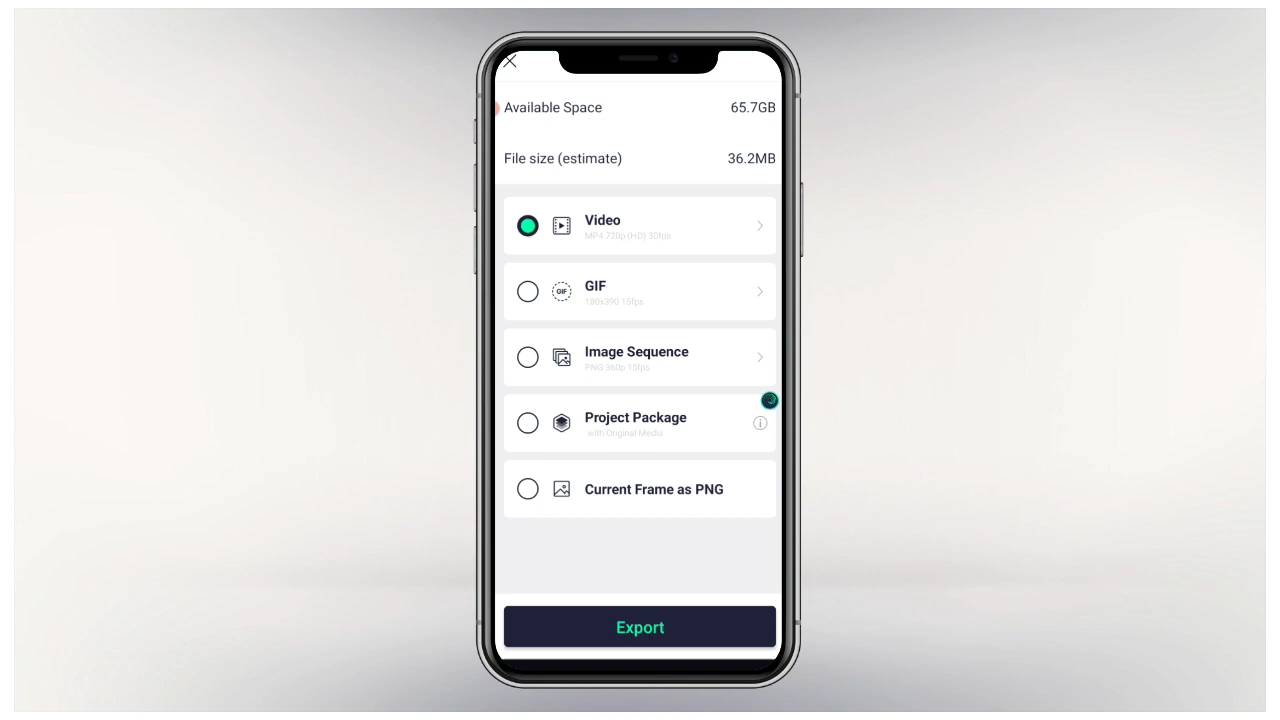 Available Space 65.7GB
File size (estimate) 36.2MB
Video
MP4 720p (HD) 30fps
GIF
GIF
180x390 15fps
Image Sequence
PNG 360p 15fps
Project Package
with Original Media
Current Frame as PNG
Export